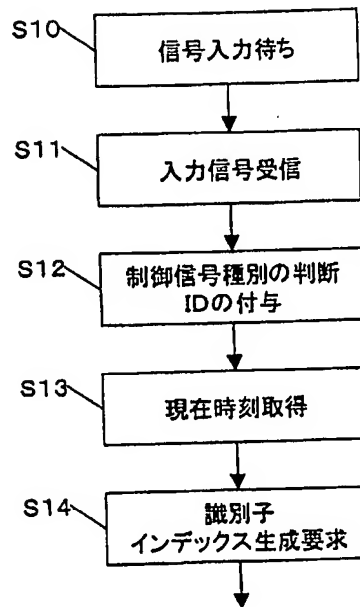 S10
信号入力待ち
S11
入力信号受信
S12
制御信号種別の判断
IDの付与
S13
現在時刻取得
S14
識別子
インデックス生成要求